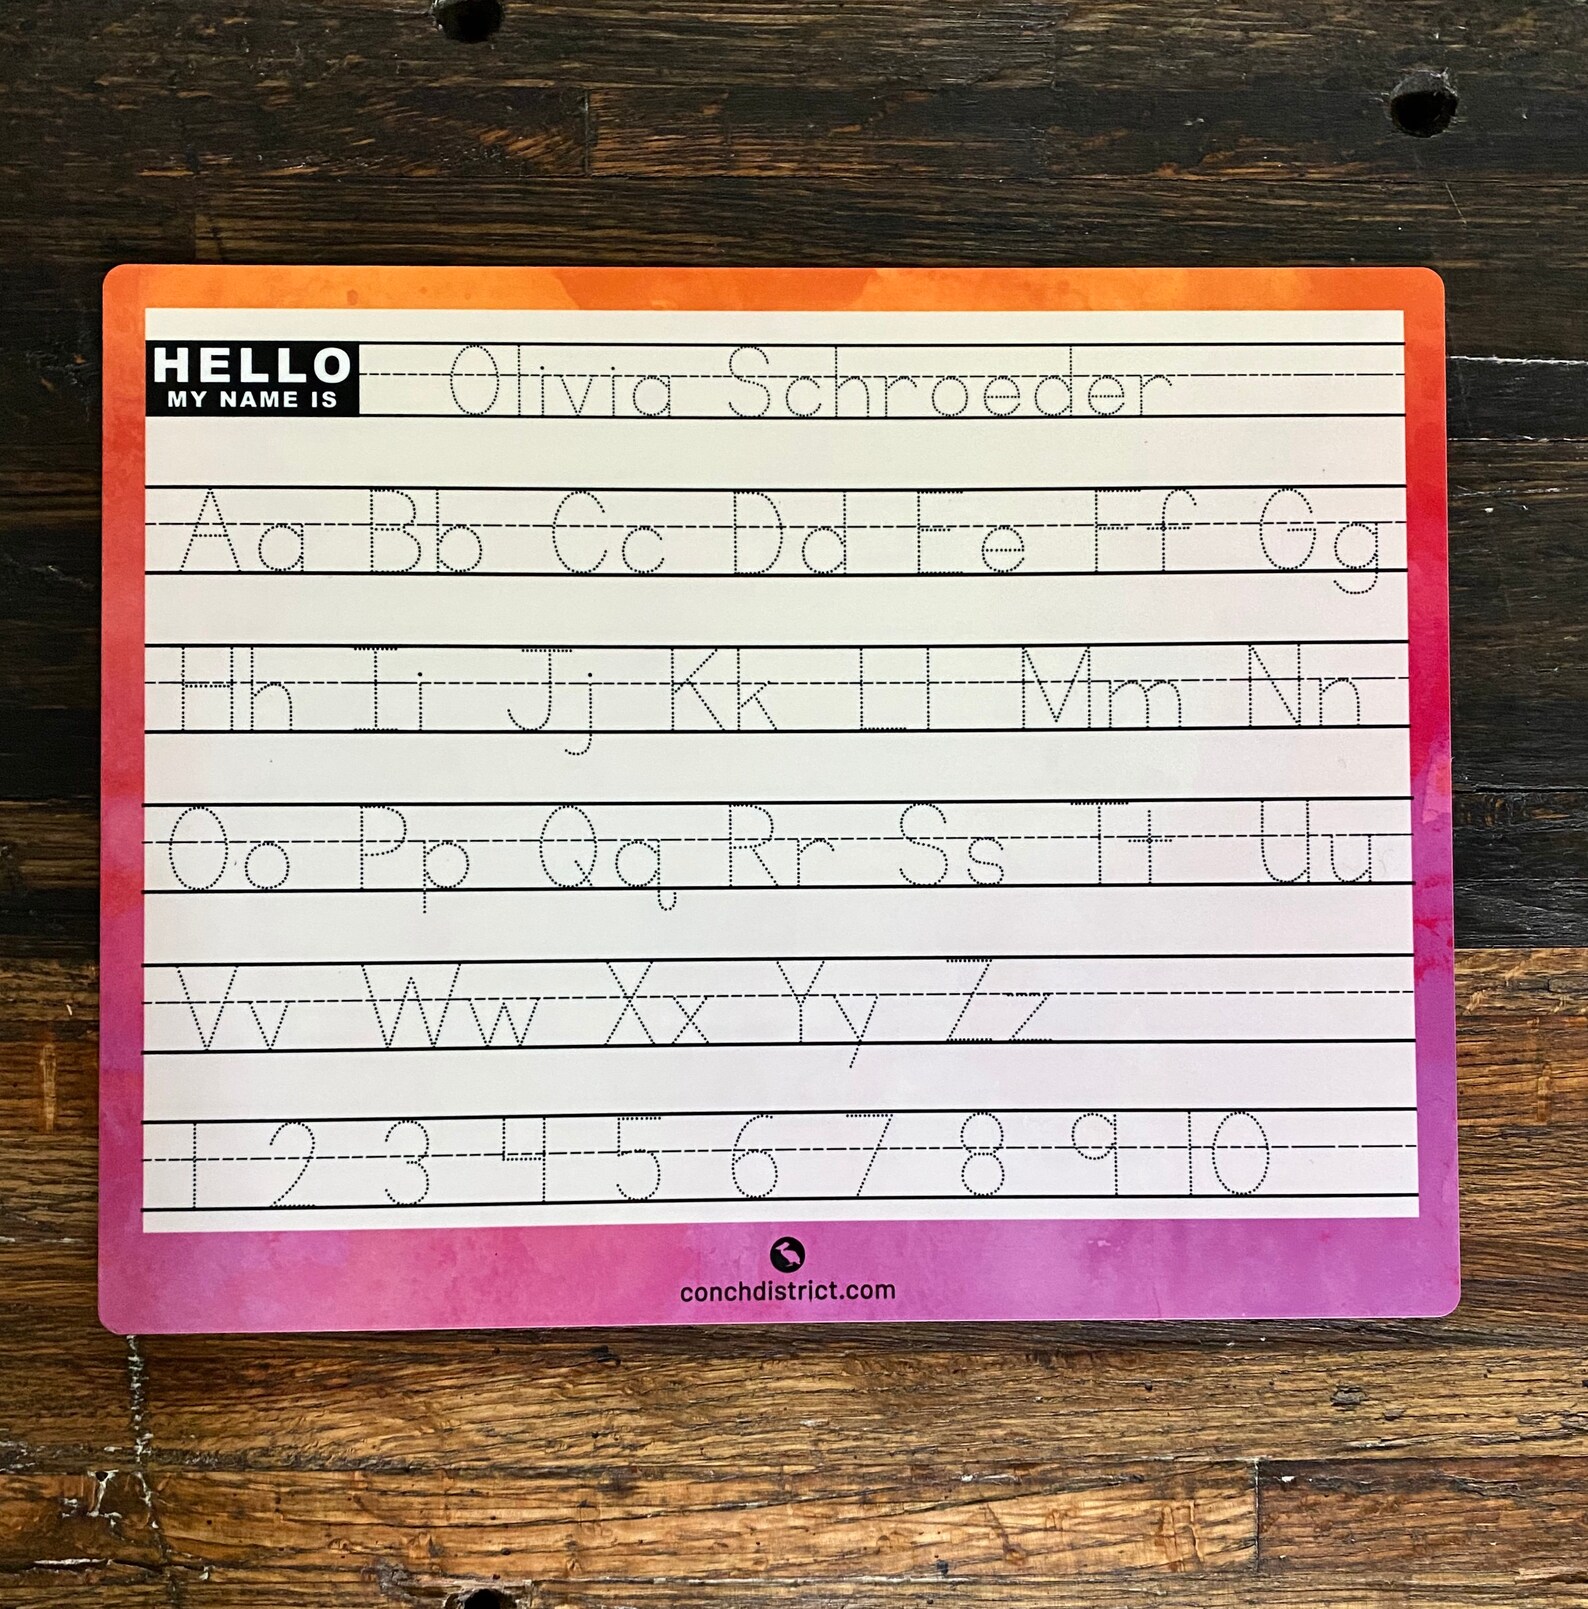 HELLO
MY NAME IS
Olivia Schroeder
Aa Bb Cc Dd Ee Ff Gg
Hh Ii Jj Kk Ll Mm Nn
Oo Pp Qq Rr Ss Tt Uu
Vv Ww Xx Yy Zz
1 2 3 4 5 6 7 8 9 10
conchdistrict.com